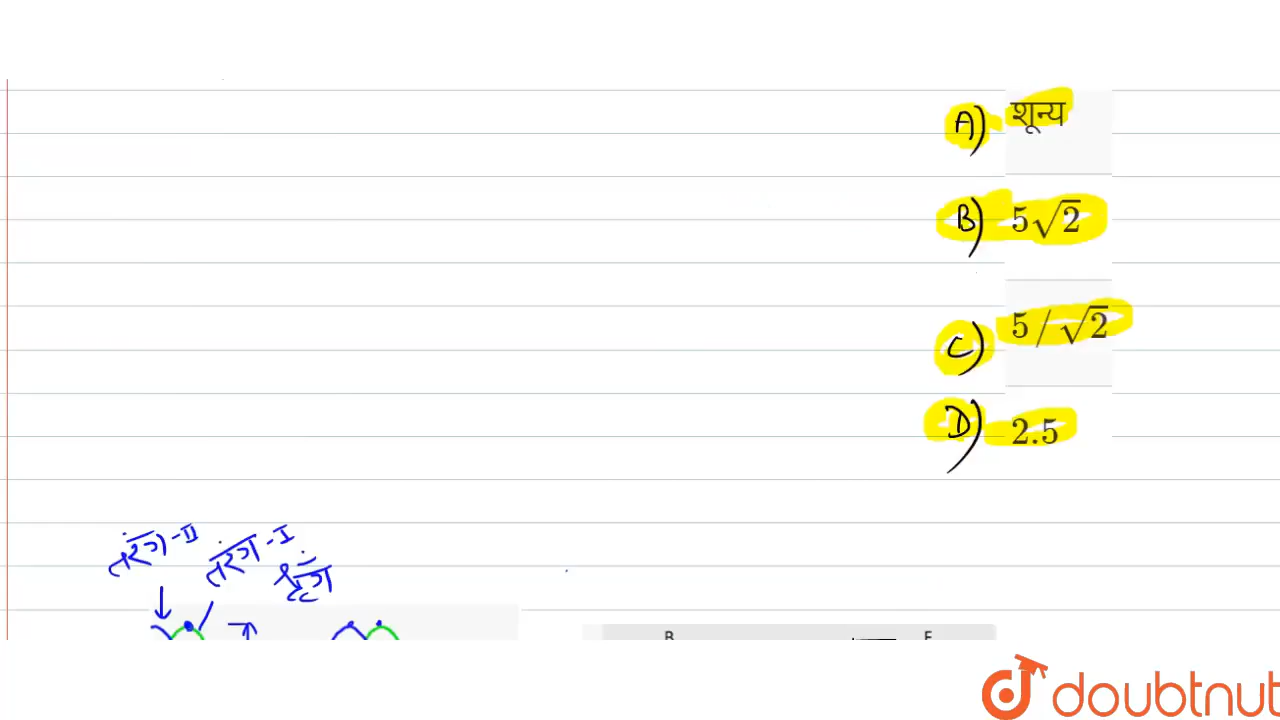 A) शून्य
B) 5√2
C) 5/√2
D) 2.5
तरंग-II तरंग-I
श्रृंग
B E
doubtnut